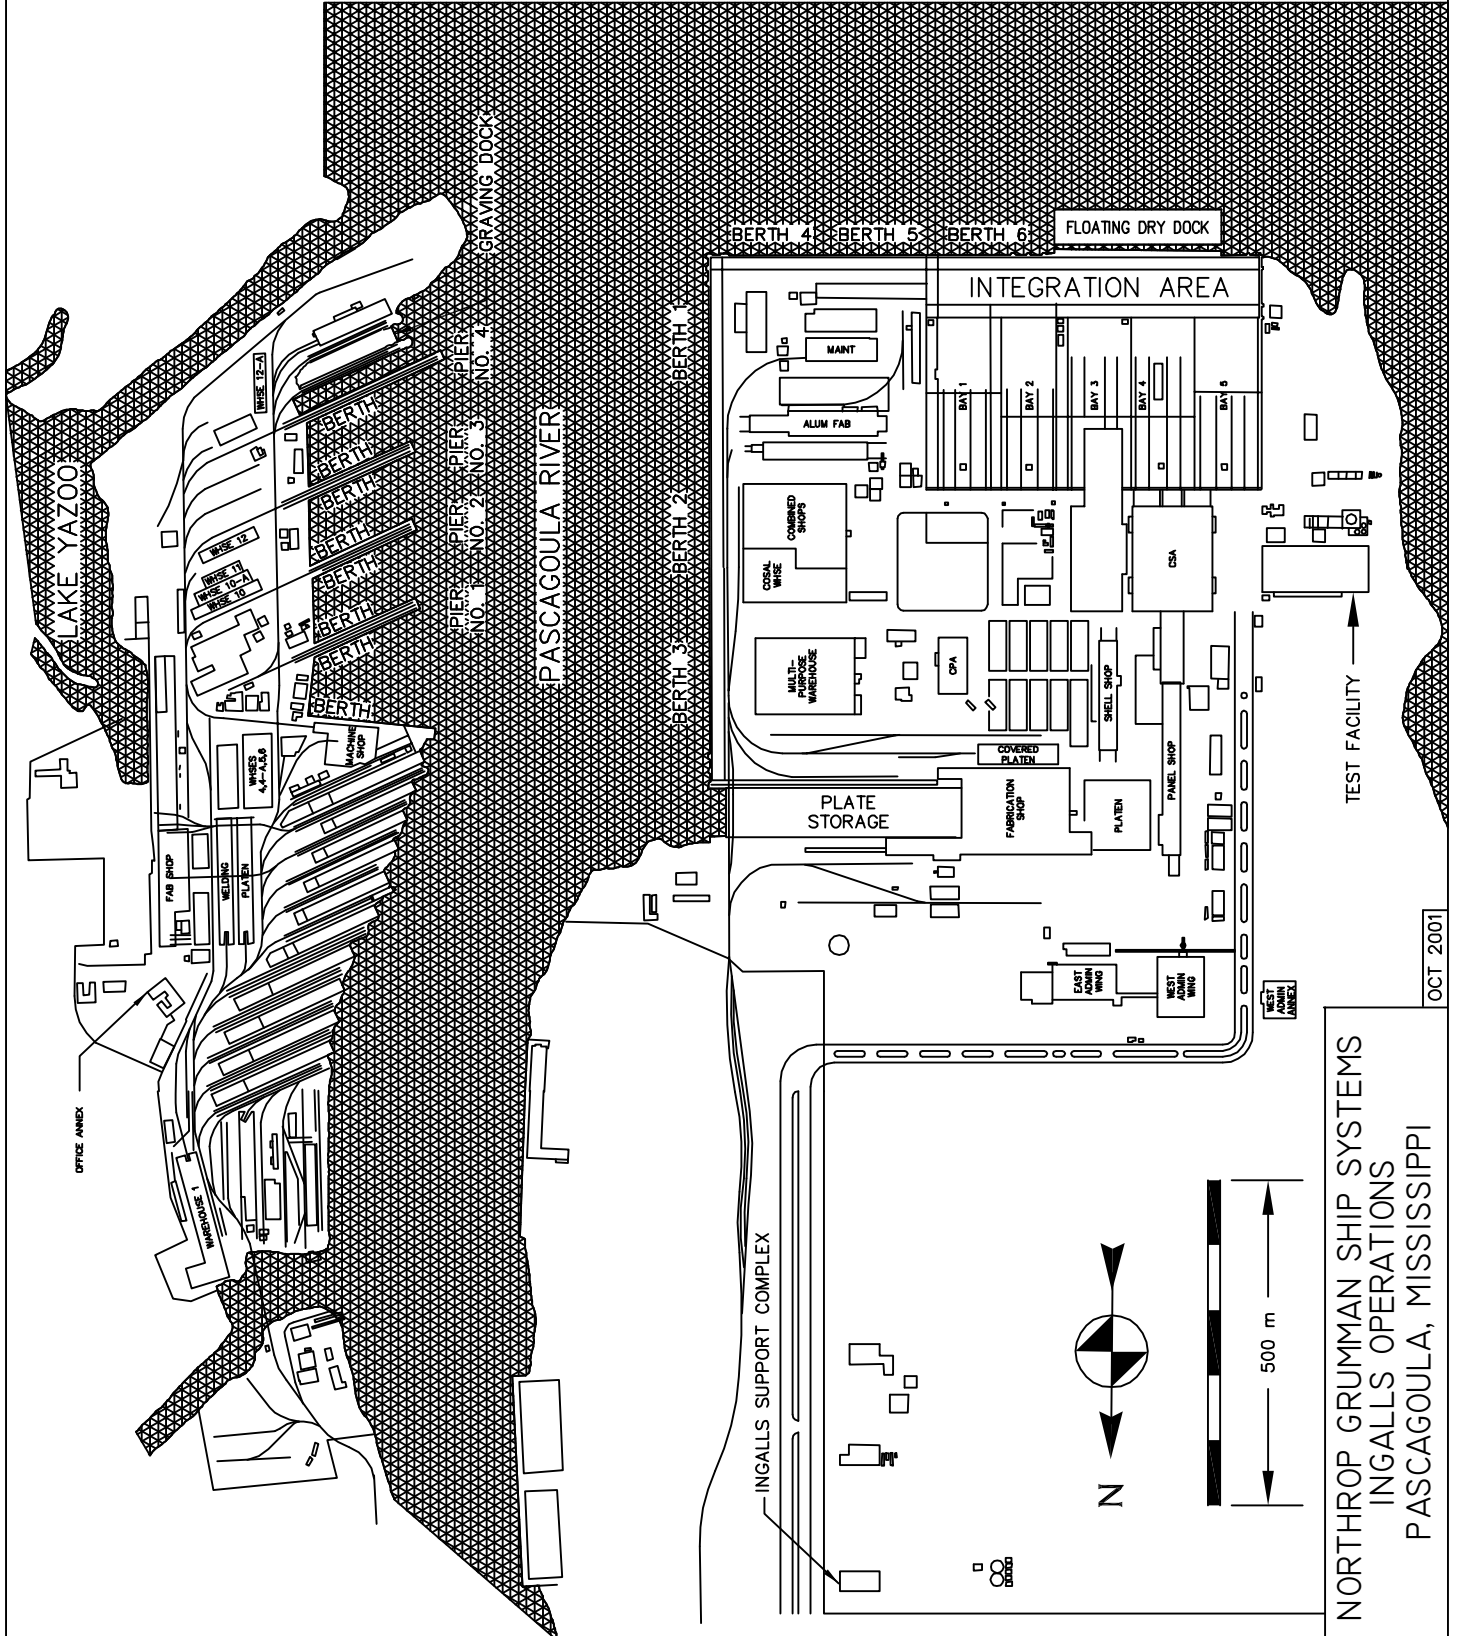 GRAVING DOCK
BERTH 4
BERTH 5
BERTH 6
FLOATING DRY DOCK
INTEGRATION AREA
WHSE 12-A
PIER
NO. 4
BERTH 1
MAINT
BAY 1
BAY 2
BAY 3
BAY 4
BAY 5
BERTH
BERTH
BERTH
BERTH
BERTH
BERTH
BERTH
BERTH
PIER
NO. 3
PIER
NO. 2
PIER
NO. 1
PASCAGOULA RIVER
ALUM FAB
LAKE YAZOO
WHSE 12
WHSE 11
WHSE 10-A
WHSE 10
BERTH 2
COMBINED
SHOPS
COSAL
WHSE
CSA
BERTH 3
MULTI-
PURPOSE
WAREHOUSE
CPA
SHELL SHOP
TEST FACILITY
MACHINE
SHOP
WHSES
4,4-A,5,6
COVERED
PLATEN
PANEL SHOP
PLATE
STORAGE
FABRICATION
SHOP
PLATEN
FAB SHOP
WELDING
PLATEN
EAST
ADMIN
WING
WEST
ADMIN
WING
WEST
ADMIN
ANNEX
OCT 2001
OFFICE ANNEX
WAREHOUSE 1
INGALLS SUPPORT COMPLEX
N
500 m
NORTHROP GRUMMAN SHIP SYSTEMS
INGALLS OPERATIONS
PASCAGOULA, MISSISSIPPI